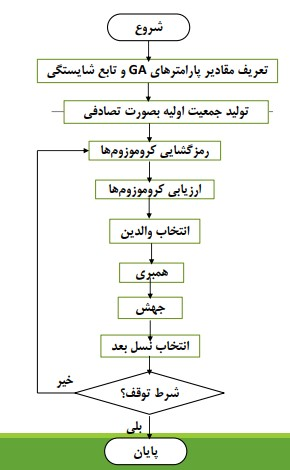 شروع
تعریف مقادیر پارامترهای GA و تابع شایستگی
تولید جمعیت اولیه بصورت تصادفی
رمزگشایی کروموزوم‌ها
ارزیابی کروموزوم‌ها
انتخاب والدین
همبری
جهش
انتخاب نسل بعد
شرط توقف؟
خیر
بلی
پایان